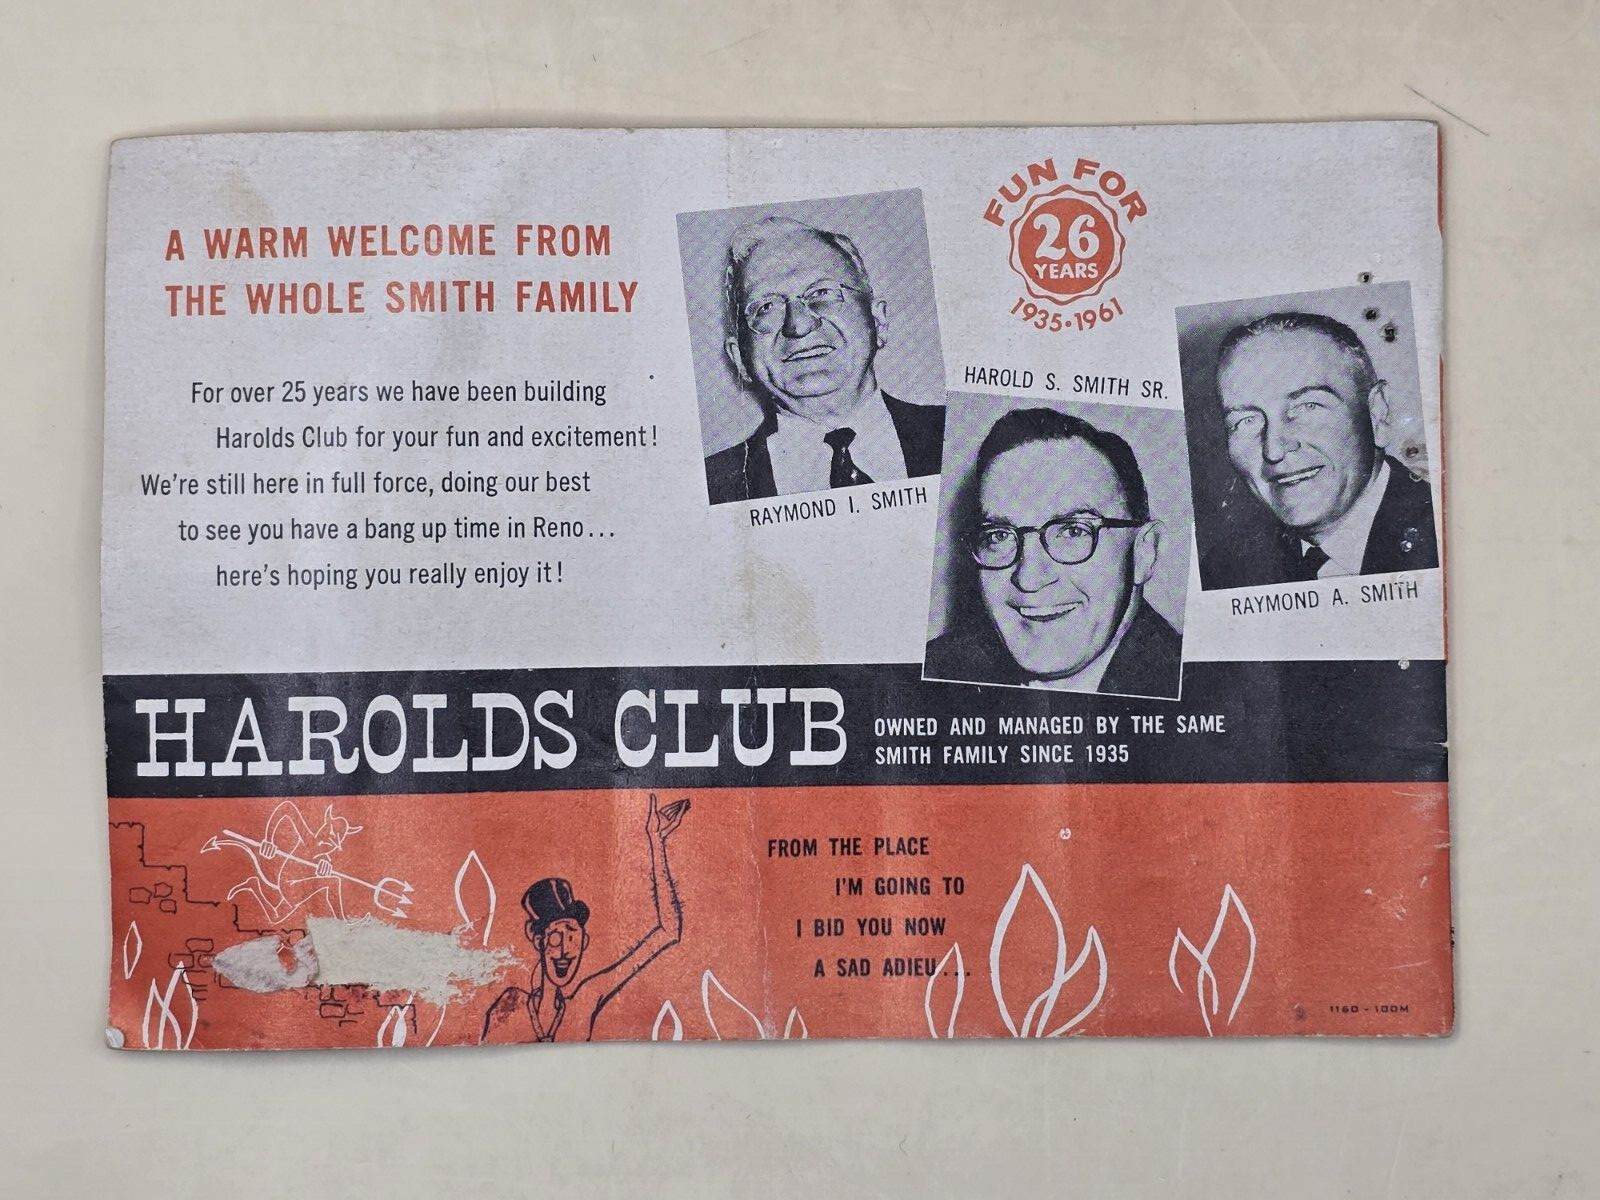 A WARM WELCOME FROM
THE WHOLE SMITH FAMILY
For over 25 years we have been building
Harolds Club for your fun and excitement!
We're still here in full force, doing our best
to see you have a bang up time in Reno...
here's hoping you really enjoy it!
RAYMOND I. SMITH
FUN FOR
26
YEARS
1935·1961
HAROLD S. SMITH SR.
RAYMOND A. SMITH
HAROLDS CLUB
OWNED AND MANAGED BY THE SAME
SMITH FAMILY SINCE 1935
FROM THE PLACE
I'M GOING TO
I BID YOU NOW
A SAD ADIEU...
1160 - 100M